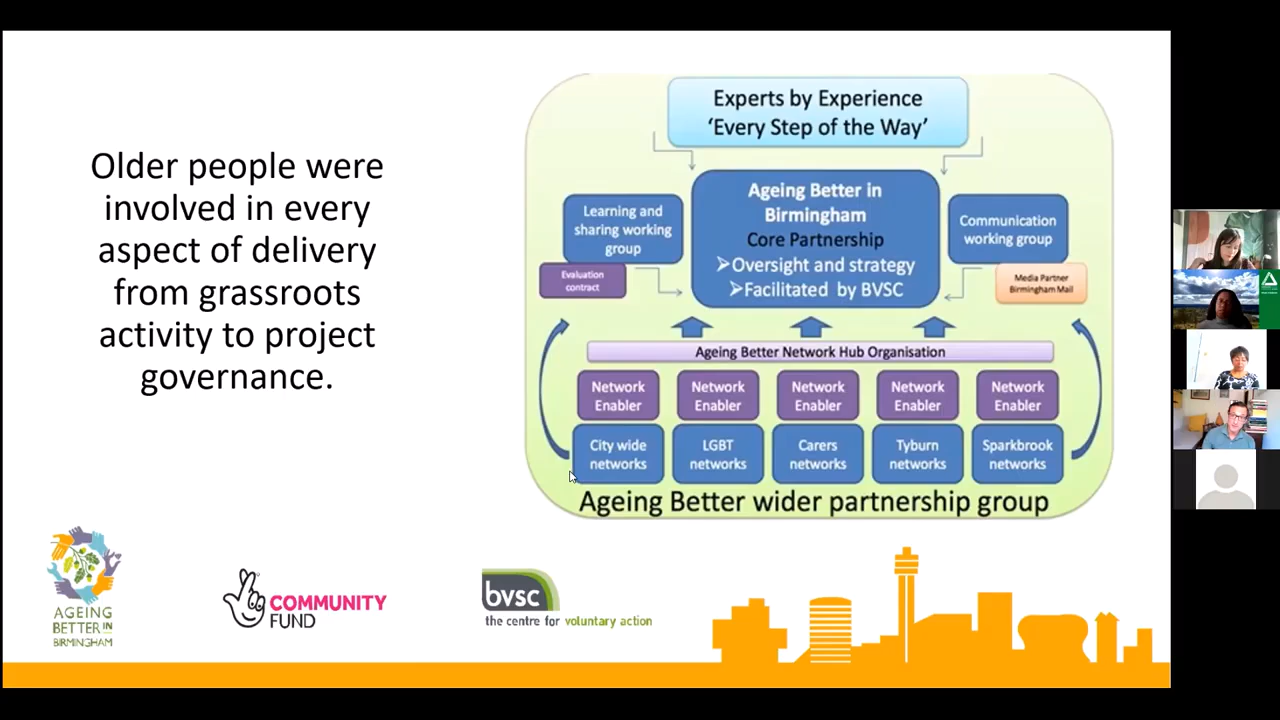 Older people were
involved in every
aspect of delivery
from grassroots
activity to project
governance.
Experts by Experience
‘Every Step of the Way’
Learning and
sharing working
group
Evaluation
contract
Ageing Better in
Birmingham
Core Partnership
➢Oversight and strategy
➢Facilitated by BVSC
Communication
working group
Media Partner
Birmingham Mail
Ageing Better Network Hub Organisation
Network
Enabler
Network
Enabler
Network
Enabler
Network
Enabler
Network
Enabler
City wide
networks
LGBT
networks
Carers
networks
Tyburn
networks
Sparkbrook
networks
Ageing Better wider partnership group
AGEING
BETTER IN
BIRMINGHAM
COMMUNITY
FUND
bvsc
the centre for voluntary action